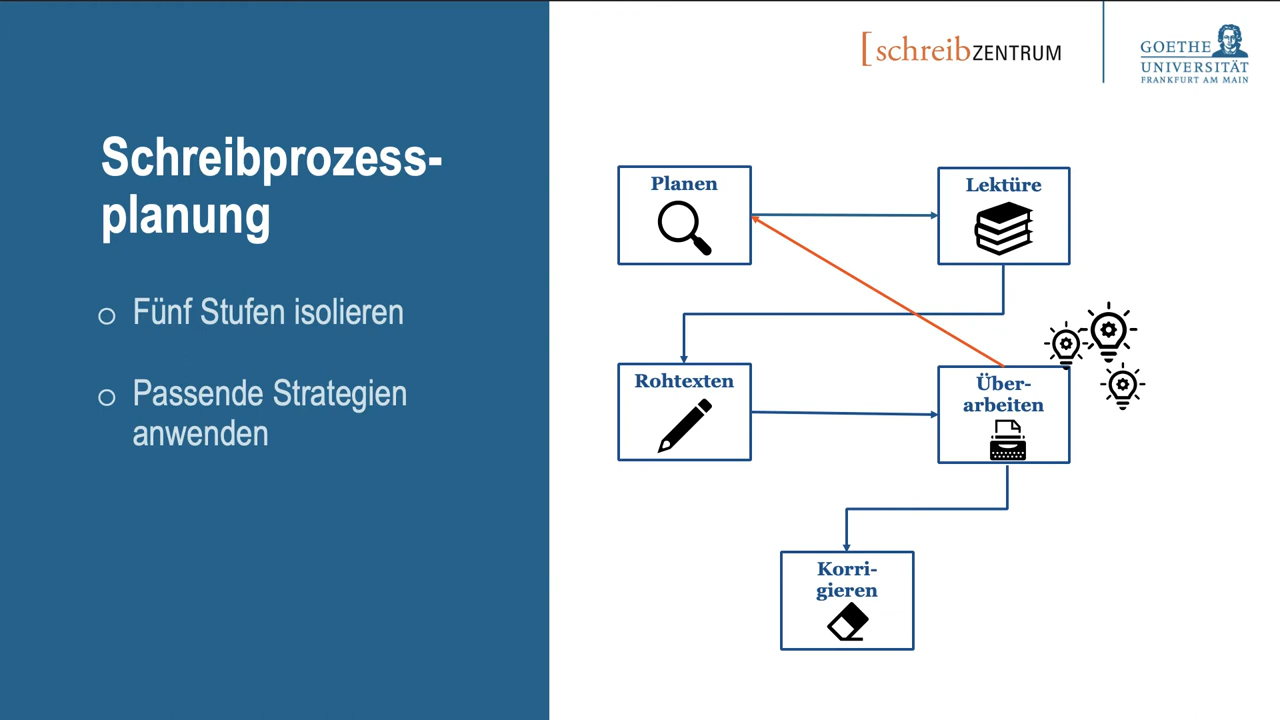 [schreibZENTRUM
GOETHE
UNIVERSITÄT
FRANKFURT AM MAIN
Schreibprozess-
planung
o Fünf Stufen isolieren
o Passende Strategien
anwenden
Planen
Lektüre
Rohtexten
Über-
arbeiten
Korri-
gieren